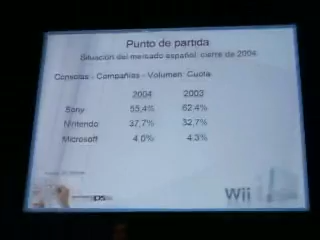 Punto de partida
Situación del mercado español: cierre de 2004
Consolas - Compañías - Volumen: Cuota
2004 2003
Sony 55,4% 62,4%
Nintendo 37,7% 32,7%
Microsoft 4.0% 4.3%
Wii